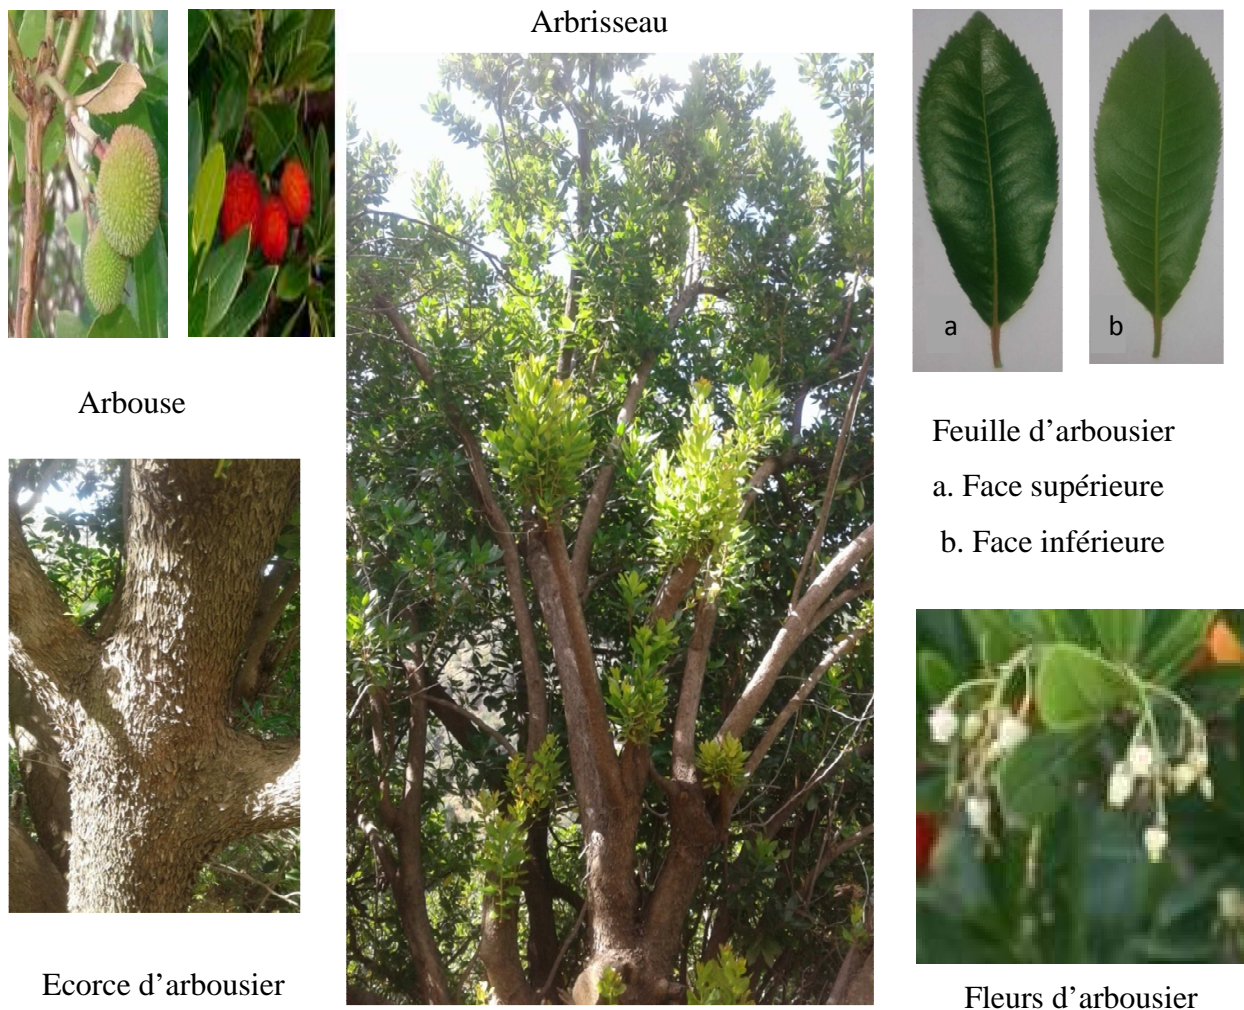 Arbrisseau
a
b
Arbouse
Feuille d’arbousier
a. Face supérieure
b. Face inférieure
Ecorce d’arbousier
Fleurs d’arbousier